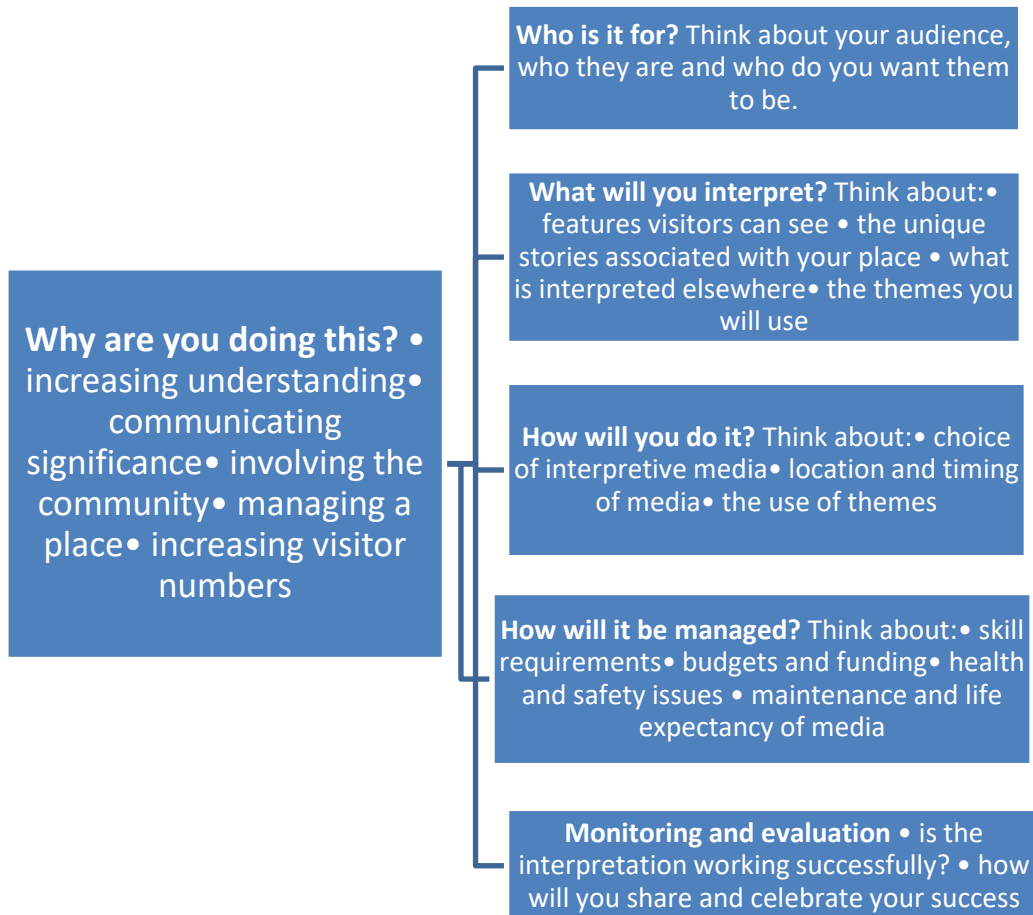 Why are you doing this? •
increasing understanding•
communicating
significance• involving the
community• managing a
place• increasing visitor
numbers
Who is it for? Think about your audience,
who they are and who do you want them
to be.
What will you interpret? Think about:•
features visitors can see • the unique
stories associated with your place • what
is interpreted elsewhere• the themes you
will use
How will you do it? Think about:• choice
of interpretive media• location and timing
of media• the use of themes
How will it be managed? Think about:• skill
requirements• budgets and funding• health
and safety issues • maintenance and life
expectancy of media
Monitoring and evaluation • is the
interpretation working successfully? • how
will you share and celebrate your success